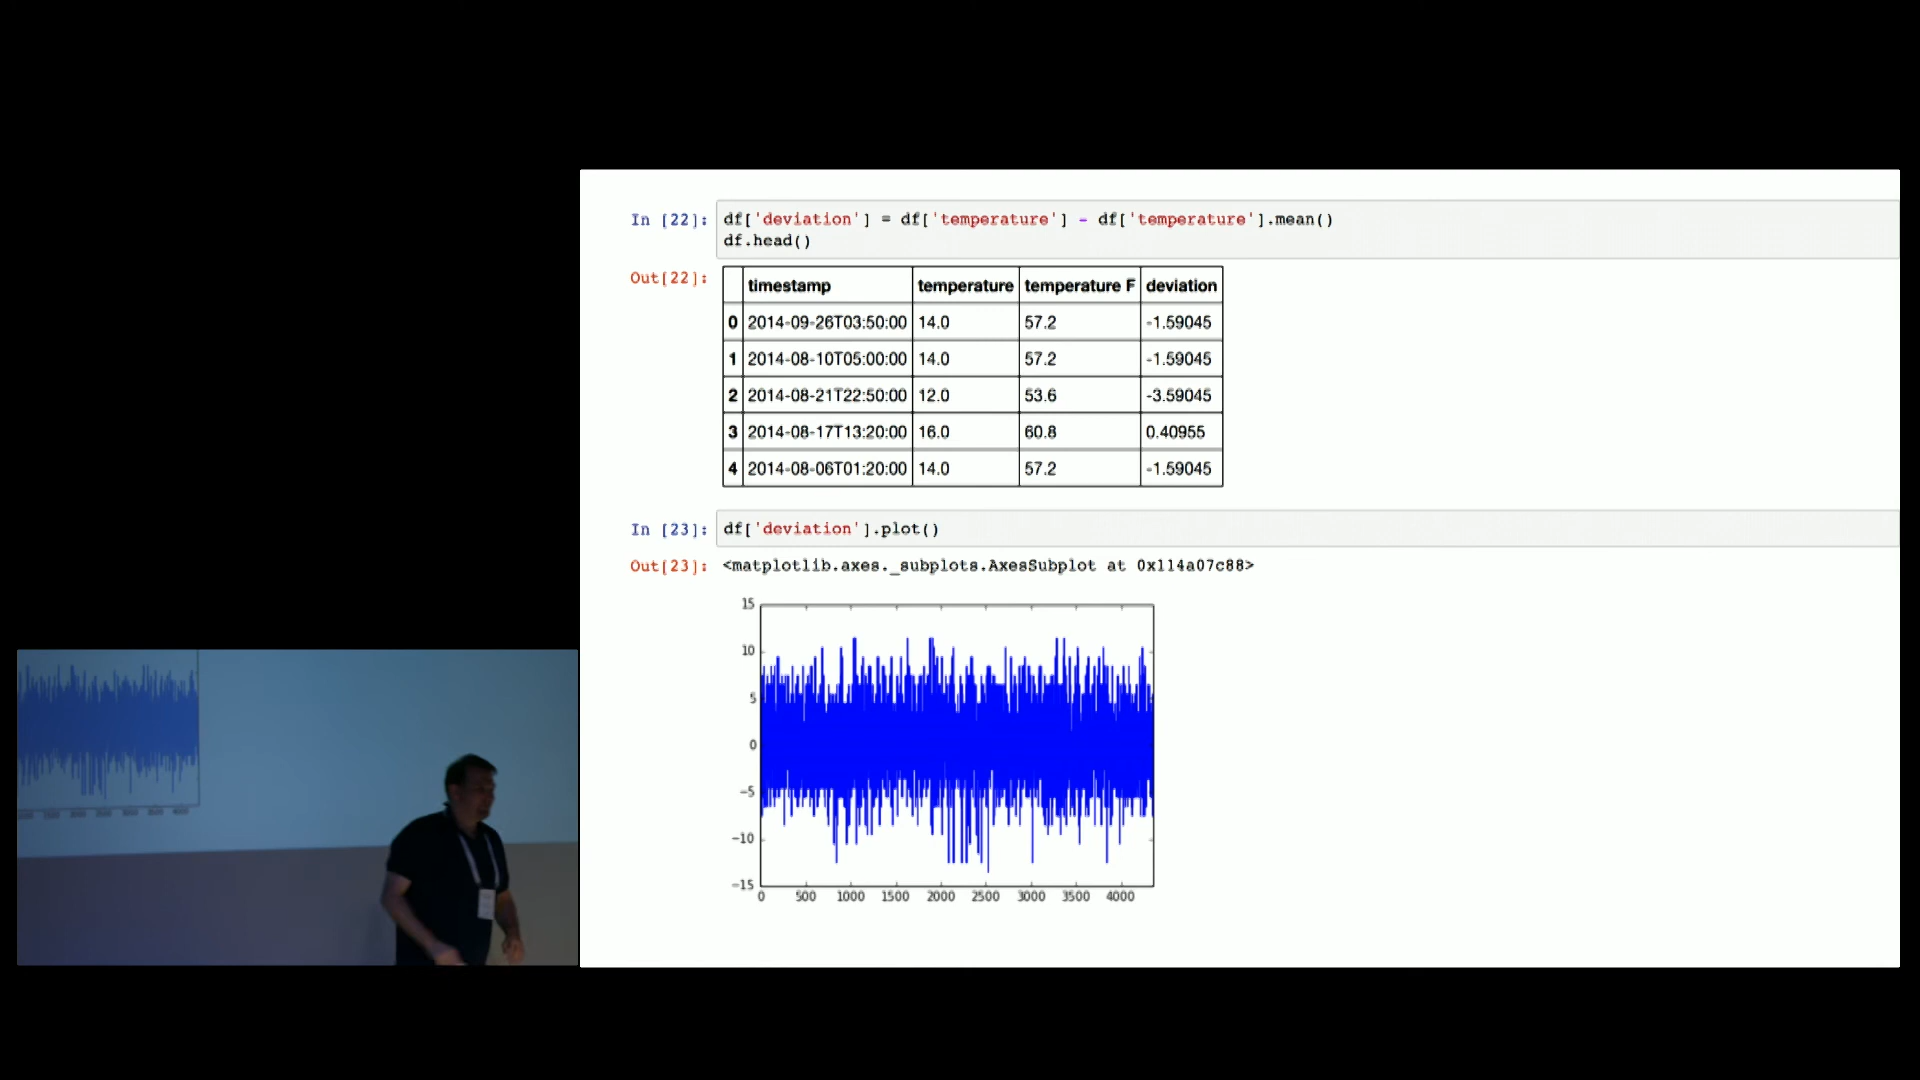 In [22]: df['deviation'] = df['temperature'] - df['temperature'].mean()
df.head()
Out[22]:
timestamp temperature temperature F deviation
0 2014-09-26T03:50:00 14.0 57.2 -1.59045
1 2014-08-10T05:00:00 14.0 57.2 -1.59045
2 2014-08-21T22:50:00 12.0 53.6 -3.59045
3 2014-08-17T13:20:00 16.0 60.8 0.40955
4 2014-08-06T01:20:00 14.0 57.2 -1.59045
In [23]: df['deviation'].plot()
Out[23]: <matplotlib.axes._subplots.AxesSubplot at 0x114a07c88>
15
10
5
0
−5
−10
−15
0 500 1000 1500 2000 2500 3000 3500 4000